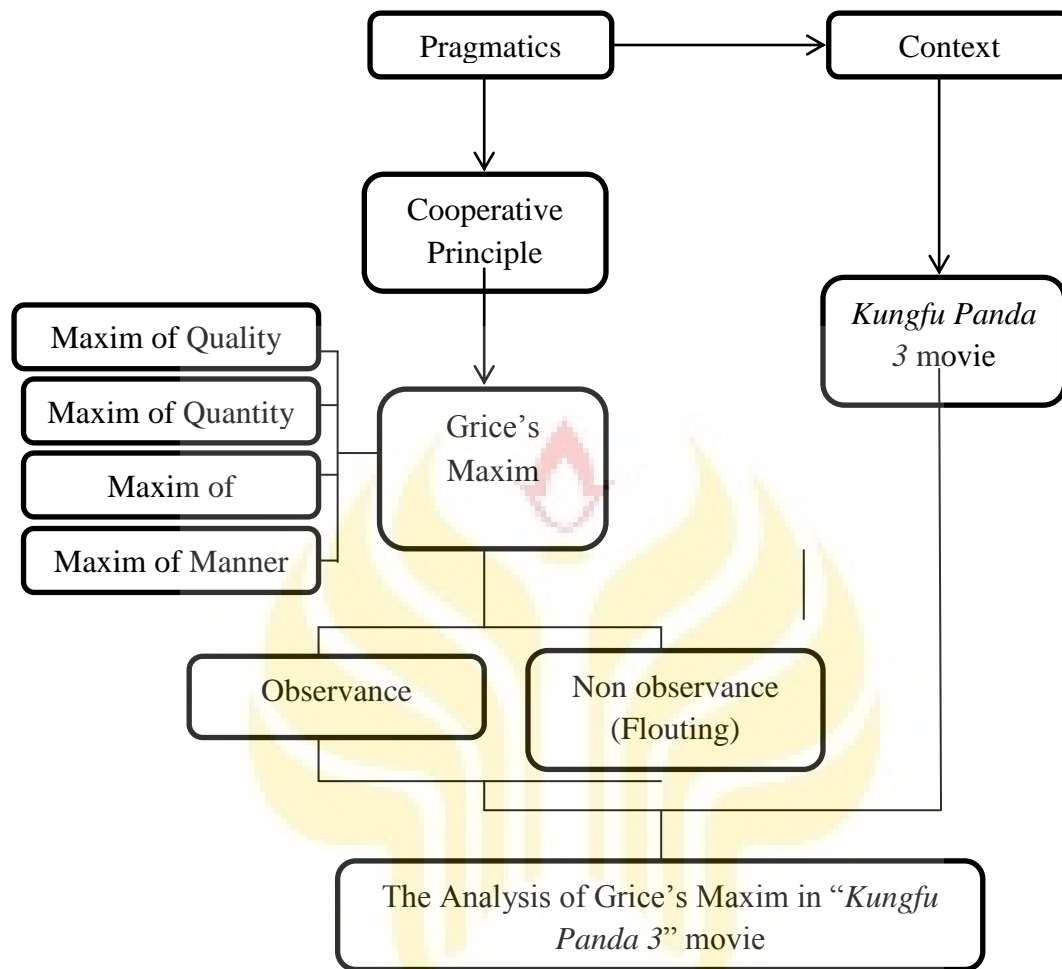 Pragmatics
Context
Cooperative
Principle
Kungfu Panda
3 movie
Maxim of Quality
Maxim of Quantity
Maxim of
Maxim of Manner
Grice’s
Maxim
Observance
Non observance
(Flouting)
The Analysis of Grice’s Maxim in “Kungfu
Panda 3” movie